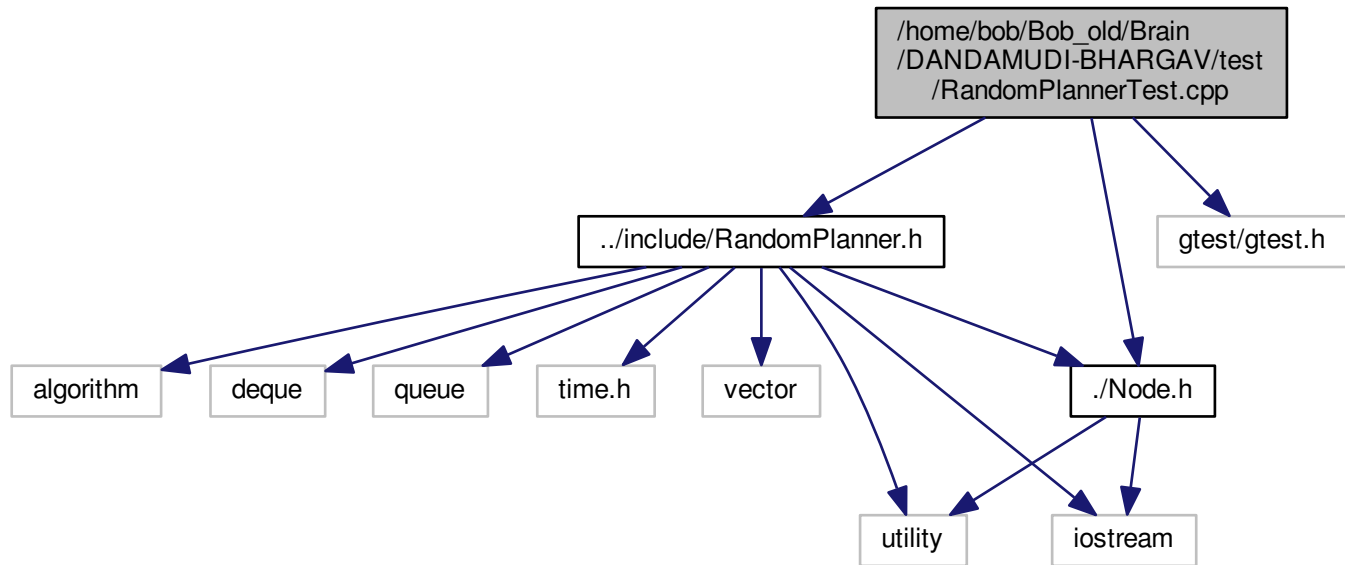 /home/bob/Bob_old/Brain
/DANDAMUDI-BHARGAV/test
/RandomPlannerTest.cpp
../include/RandomPlanner.h
gtest/gtest.h
algorithm
deque
queue
time.h
vector
./Node.h
utility
iostream